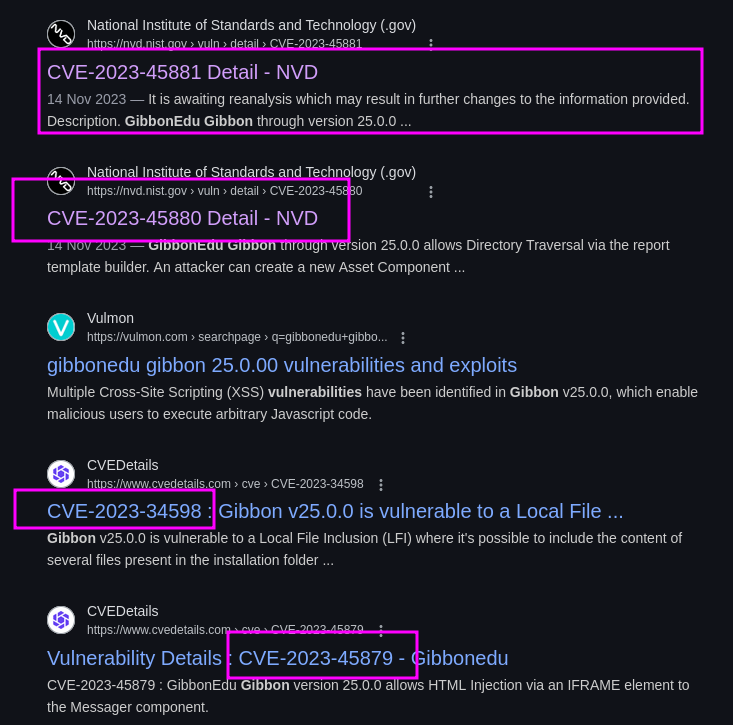 National Institute of Standards and Technology (.gov)
https://nvd.nist.gov › vuln › detail › CVE-2023-45881
CVE-2023-45881 Detail - NVD
14 Nov 2023 — It is awaiting reanalysis which may result in further changes to the information provided.
Description. GibbonEdu Gibbon through version 25.0.0 ...
National Institute of Standards and Technology (.gov)
https://nvd.nist.gov › vuln › detail › CVE-2023-45880
CVE-2023-45880 Detail - NVD
14 Nov 2023 — GibbonEdu Gibbon through version 25.0.0 allows Directory Traversal via the report
template builder. An attacker can create a new Asset Component ...
Vulmon
https://vulmon.com › searchpage › q=gibbonedu+gibbo...
gibbonedu gibbon 25.0.00 vulnerabilities and exploits
Multiple Cross-Site Scripting (XSS) vulnerabilities have been identified in Gibbon v25.0.0, which enable
malicious users to execute arbitrary Javascript code.
CVEDetails
https://www.cvedetails.com › cve › CVE-2023-34598
CVE-2023-34598 : Gibbon v25.0.0 is vulnerable to a Local File ...
Gibbon v25.0.0 is vulnerable to a Local File Inclusion (LFI) where it's possible to include the content of
several files present in the installation folder ...
CVEDetails
https://www.cvedetails.com › cve › CVE-2023-45879
Vulnerability Details : CVE-2023-45879 - Gibbonedu
CVE-2023-45879 : GibbonEdu Gibbon version 25.0.0 allows HTML Injection via an IFRAME element to
the Messager component.